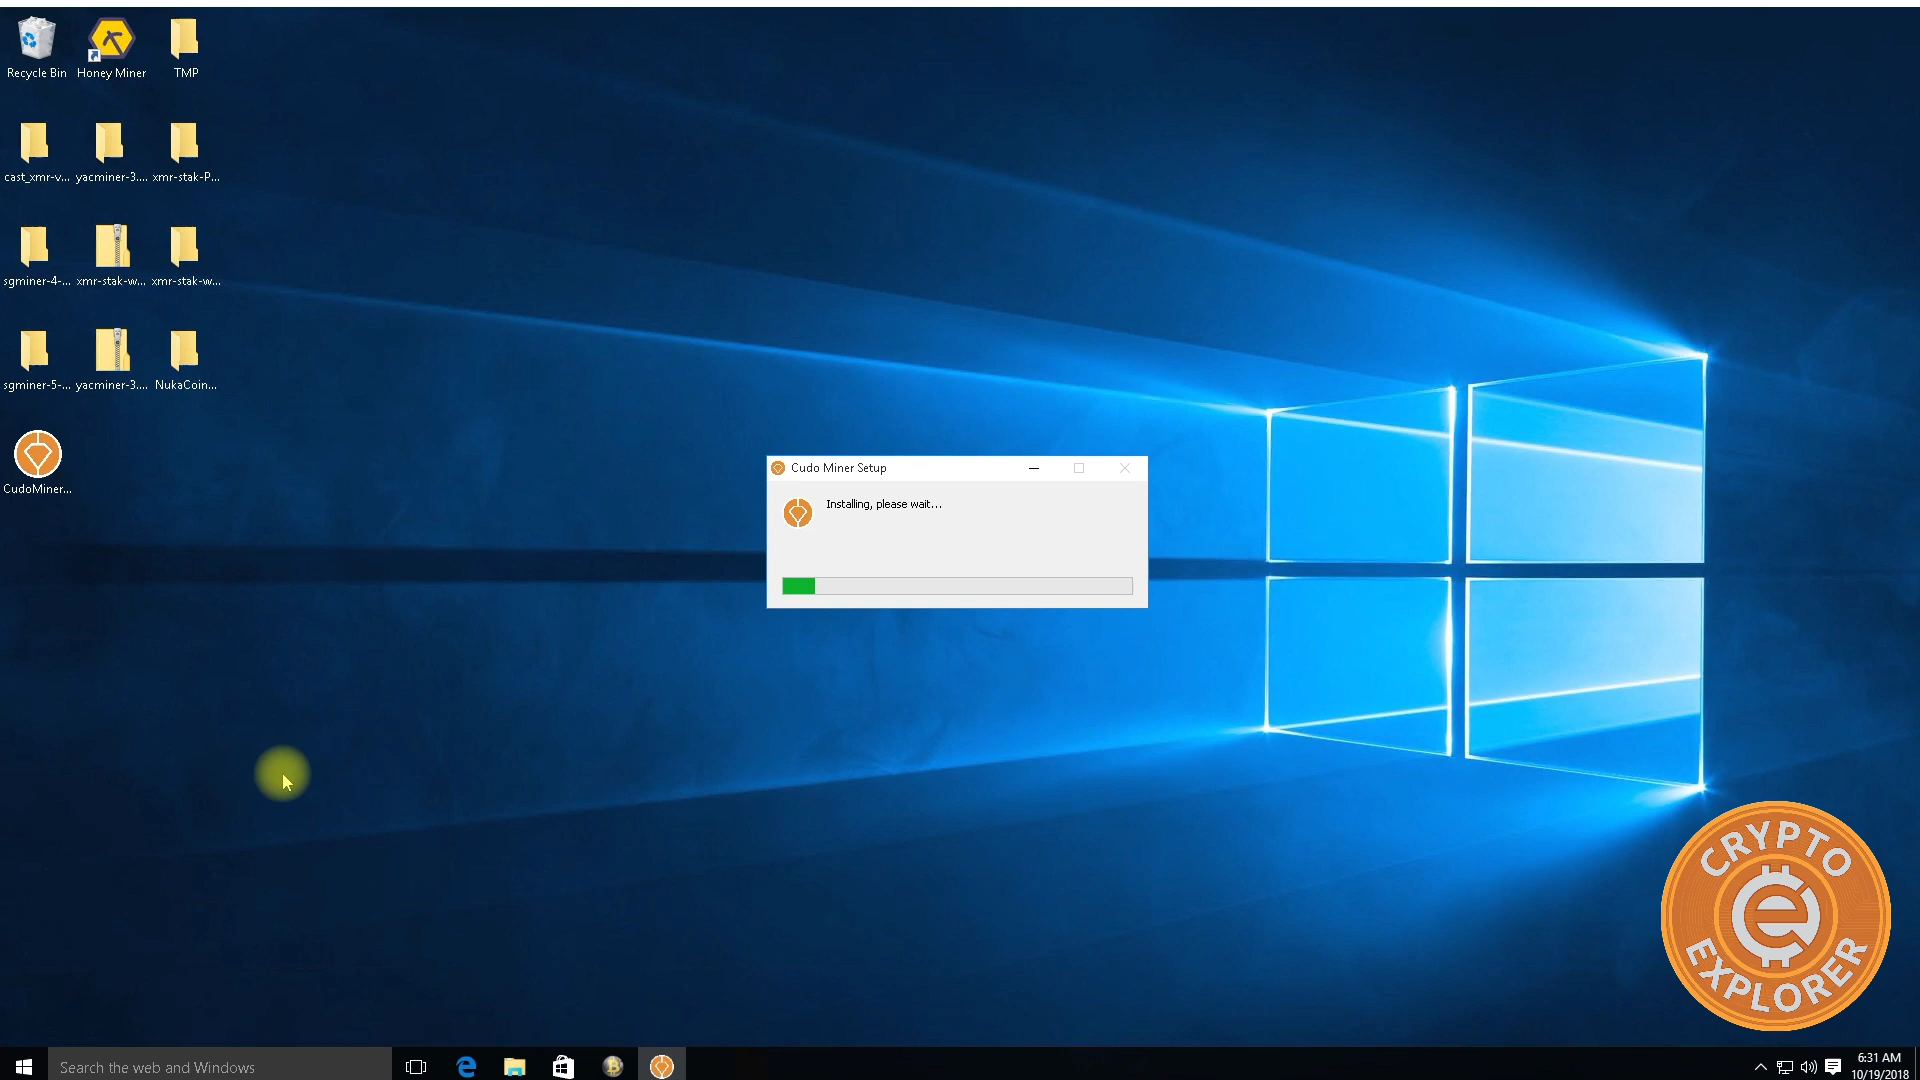 Recycle Bin
Honey Miner
TMP
cast_xmr-v...
yacminer-3....
xmr-stak-P...
sgminer-4-...
xmr-stak-w...
xmr-stak-w...
sgminer-5-...
yacminer-3....
NukaCoin...
CudoMiner...
Cudo Miner Setup
Installing, please wait...
CRYPTO
EXPLORER
Search the web and Windows
6:31 AM
10/19/2018